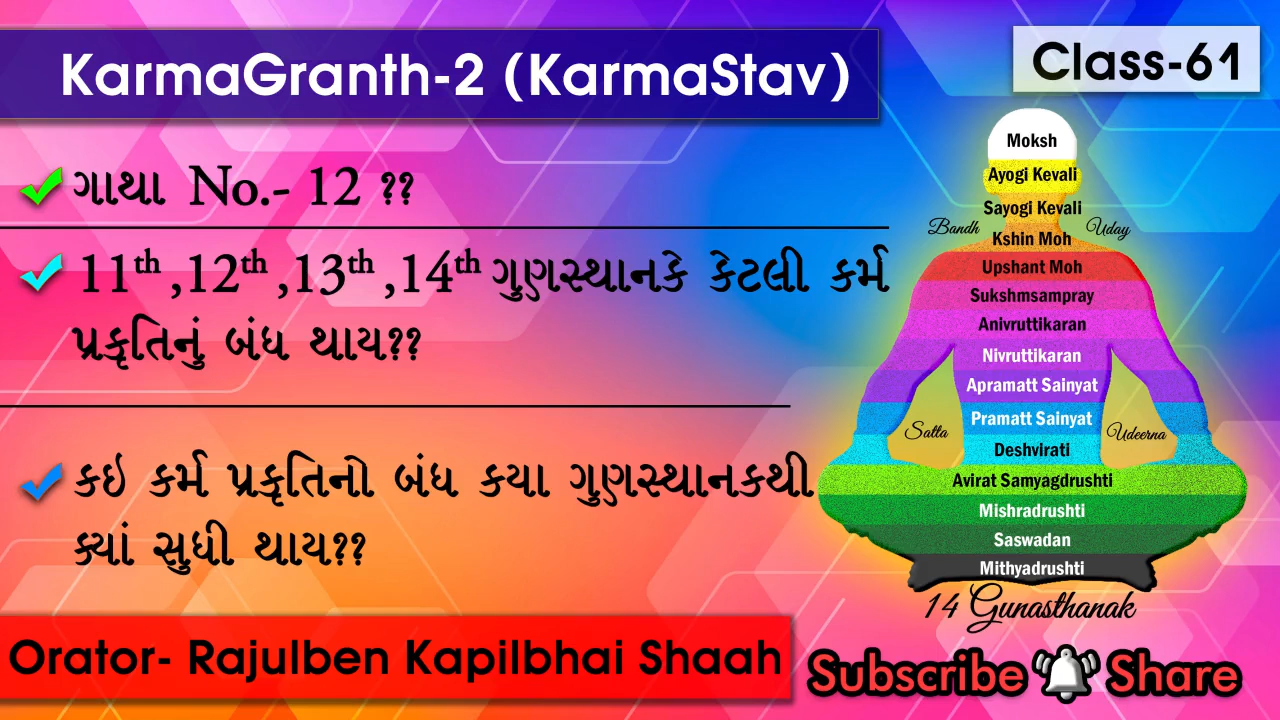 KarmaGranth-2 (KarmaStav)
Class-61
ગાથા No.- 12 ??
11th ,12th ,13th ,14th ગુણસ્થાનકે કેટલી કર્મ
પ્રકૃતિનું બંધ થાય??
કઇ કર્મ પ્રકૃતિનો બંધ કયા ગુણસ્થાનકથી
ક્યાં સુધી થાય??
Orator- Rajulben Kapilbhai Shaah
Moksh
Ayogi Kevali
Sayogi Kevali
Bandh
Uday
Kshin Moh
Upshant Moh
Sukshmsampray
Anivruttikaran
Nivruttikaran
Apramatt Sainyat
Pramatt Sainyat
Satta
Udeerna
Deshvirati
Avirat Samyagdrushti
Mishradrushti
Saswadan
Mithyadrushti
14 Gunasthanak
Subscribe Share